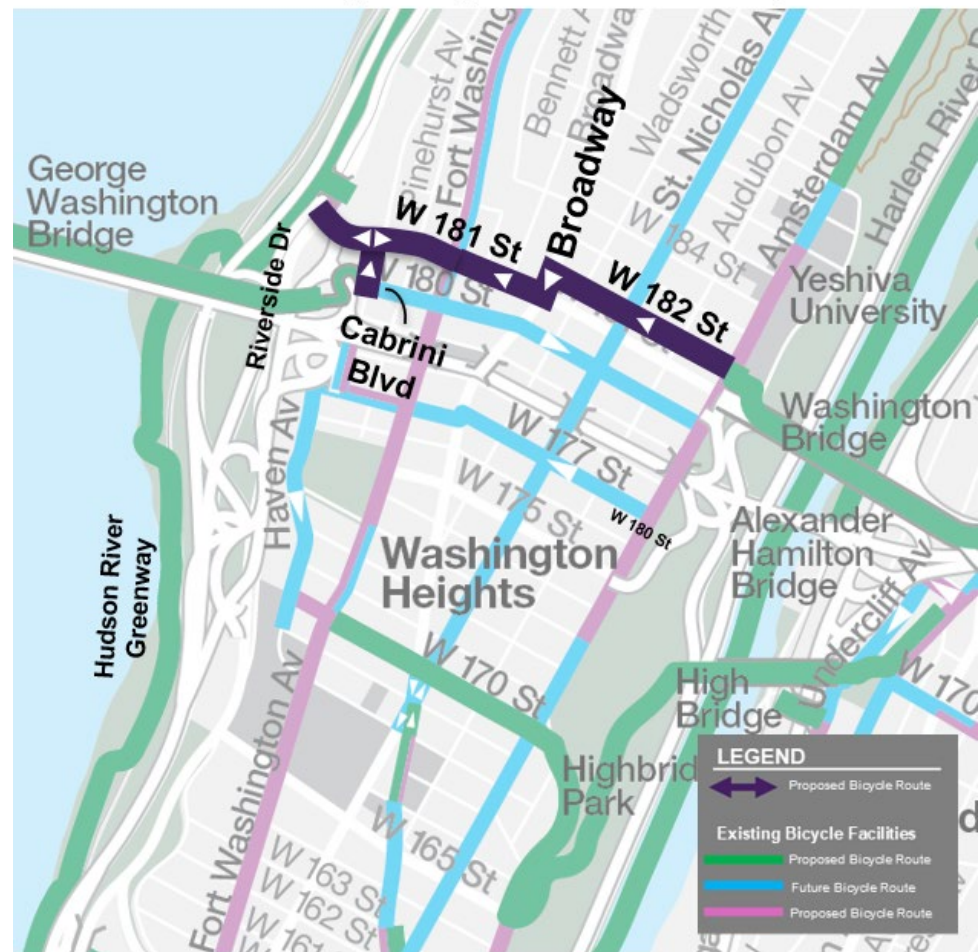 Pinehurst Av
Fort Washing
Bennett A
Broadway
Wadsworth
St. Nicholas A
W 184 St
Audubon Av
Amsterdam Av
Harlem River D
George
Washington
Bridge
Riverside Dr
W 181 St
Broadway
W 182 St
W 180 St
Cabrini
Blvd
Yeshiva
University
Washington
Bridge
Haven Av
W 177 St
W 175 St
W 180 St
Alexander
Hamilton
Bridge
Washington
Heights
Hudson River
Greenway
Undercliff Av
W 170 St
W 170
High
Bridge
Highbrid
Park
Fort Washington Av
W 165 St
W 163 St
W 162 St
W 161
LEGEND
Proposed Bicycle Route
Existing Bicycle Facilities
Proposed Bicycle Route
Future Bicycle Route
Proposed Bicycle Route